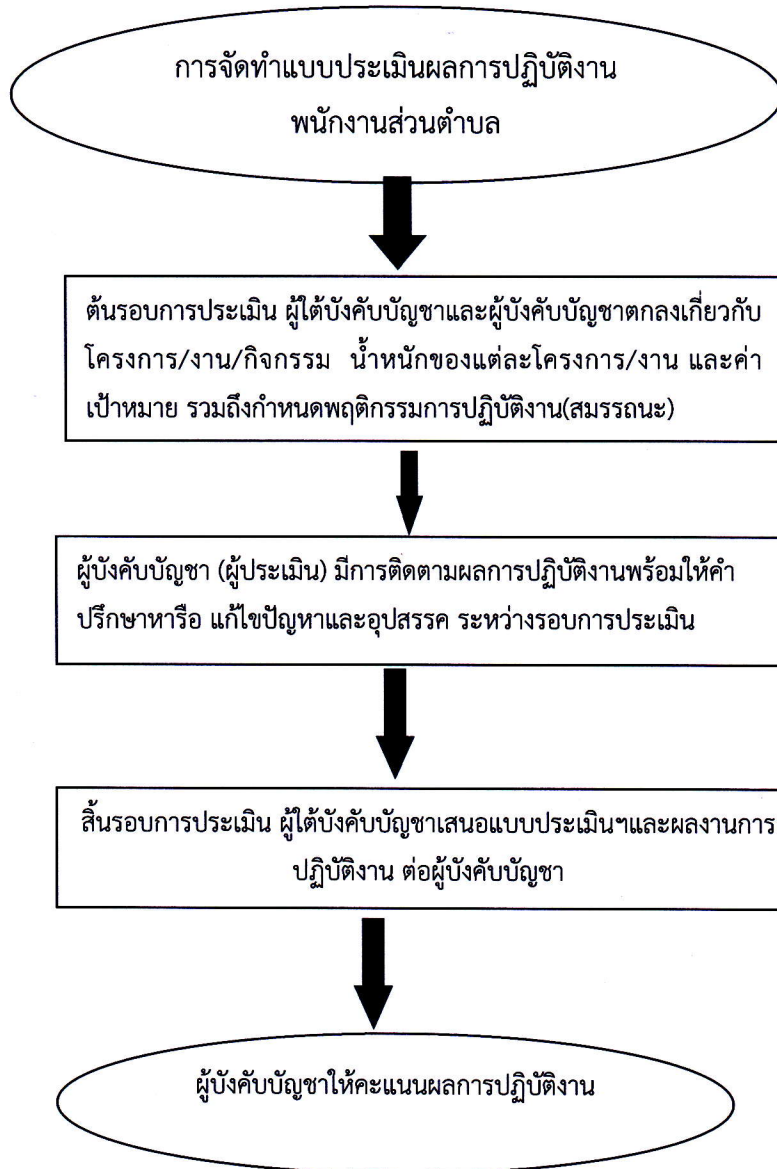 การจัดทำแบบประเมินผลการปฏิบัติงาน
พนักงานส่วนตำบล
ต้นรอบการประเมิน ผู้ใต้บังคับบัญชาและผู้บังคับบัญชาตกลงเกี่ยวกับ
โครงการ/งาน/กิจกรรม น้ำหนักของแต่ละโครงการ/งาน และค่า
เป้าหมาย รวมถึงกำหนดพฤติกรรมการปฏิบัติงาน(สมรรถนะ)
ผู้บังคับบัญชา (ผู้ประเมิน) มีการติดตามผลการปฏิบัติงานพร้อมให้คำ
ปรึกษาหารือ แก้ไขปัญหาและอุปสรรค ระหว่างรอบการประเมิน
สิ้นรอบการประเมิน ผู้ใต้บังคับบัญชาเสนอแบบประเมินฯและผลงานการ
ปฏิบัติงาน ต่อผู้บังคับบัญชา
ผู้บังคับบัญชาให้คะแนนผลการปฏิบัติงาน